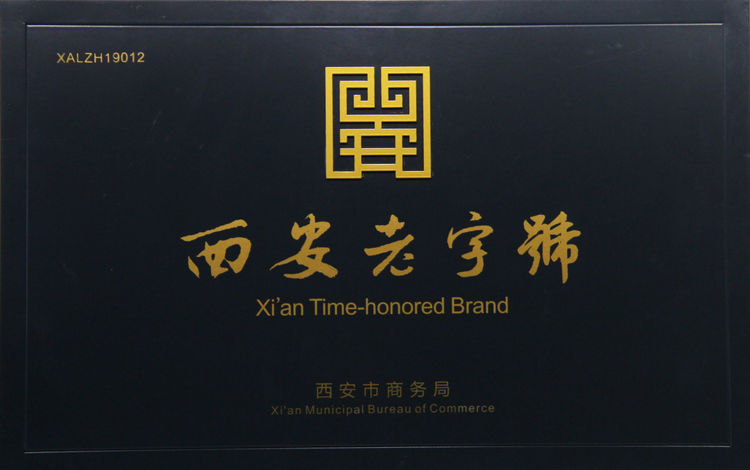 XALZH19012
西安老字號
Xi'an Time-honored Brand
西安市商务局
Xi'an Municipal Bureau of Commerce